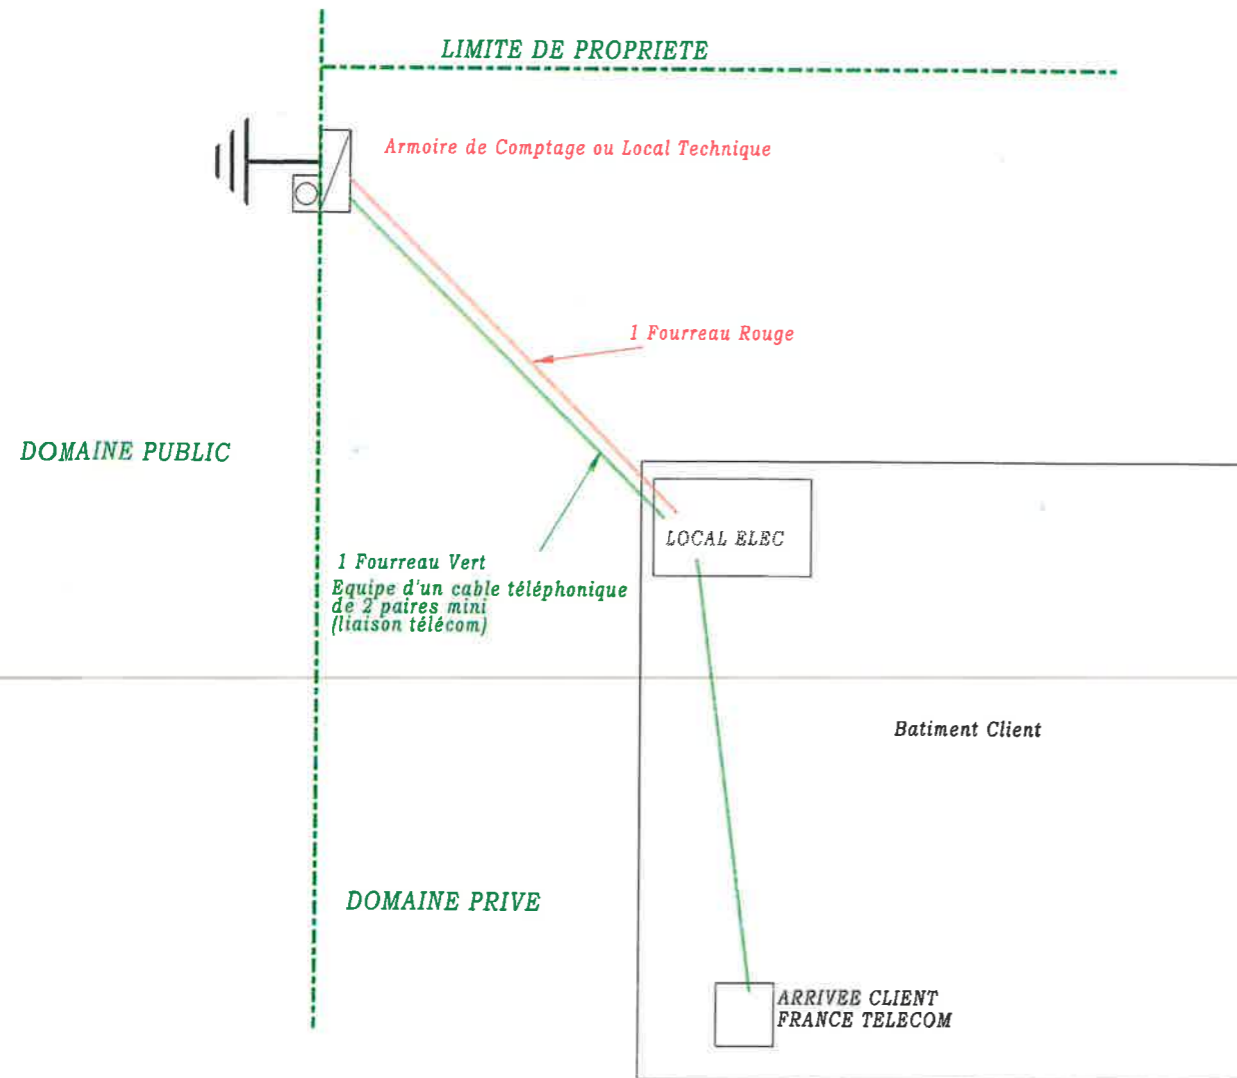 LIMITE DE PROPRIETE
Armoire de Comptage ou Local Technique
1 Fourreau Rouge
DOMAINE PUBLIC
LOCAL ELEC
1 Fourreau Vert
Equipe d'un cable téléphonique
de 2 paires mini
(liaison télécom)
Batiment Client
DOMAINE PRIVE
ARRIVEE CLIENT
FRANCE TELECOM